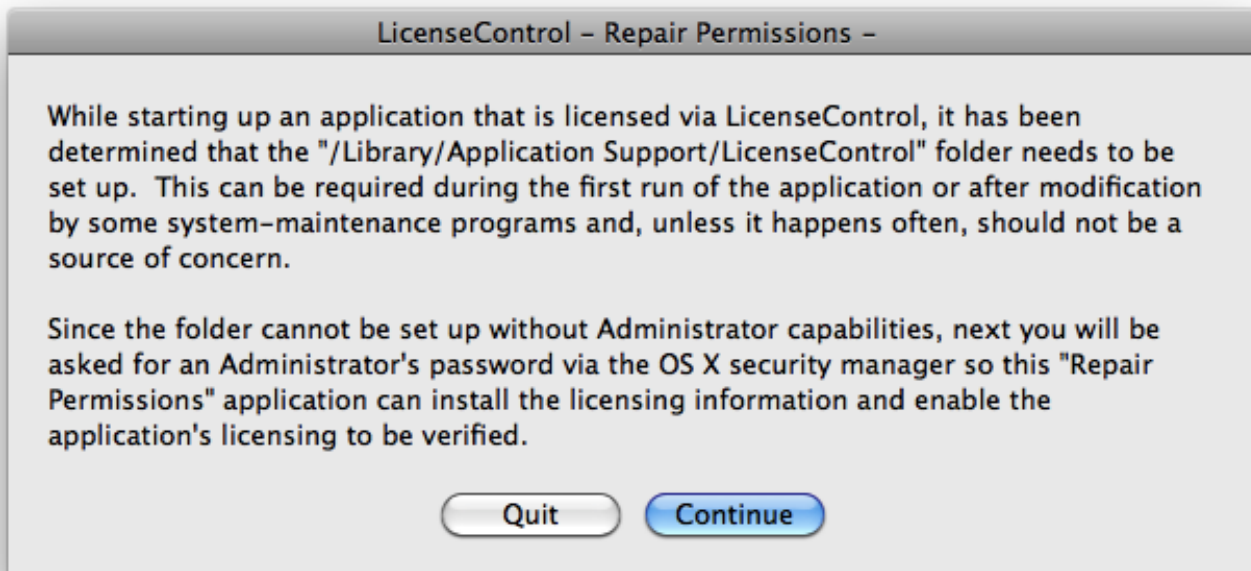 LicenseControl – Repair Permissions –
While starting up an application that is licensed via LicenseControl, it has been
determined that the "/Library/Application Support/LicenseControl" folder needs to be
set up.  This can be required during the first run of the application or after modification
by some system-maintenance programs and, unless it happens often, should not be a
source of concern.
Since the folder cannot be set up without Administrator capabilities, next you will be
asked for an Administrator's password via the OS X security manager so this "Repair
Permissions" application can install the licensing information and enable the
application's licensing to be verified.
Quit
Continue